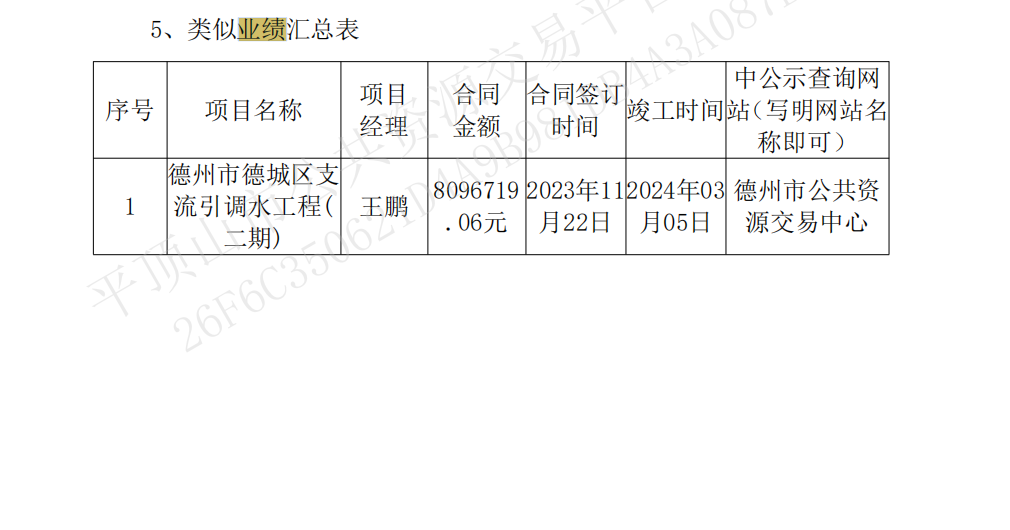 5、类似业绩汇总表
序号
项目名称
项目
经理
合同
金额
合同签订
时间
竣工时间
中公示查询网
站(写明网站名
称即可）
1
德州市德城区支
流引调水工程(
二期)
王鹏
8096719
.06元
2023年11
月22日
2024年03
月05日
德州市公共资
源交易中心